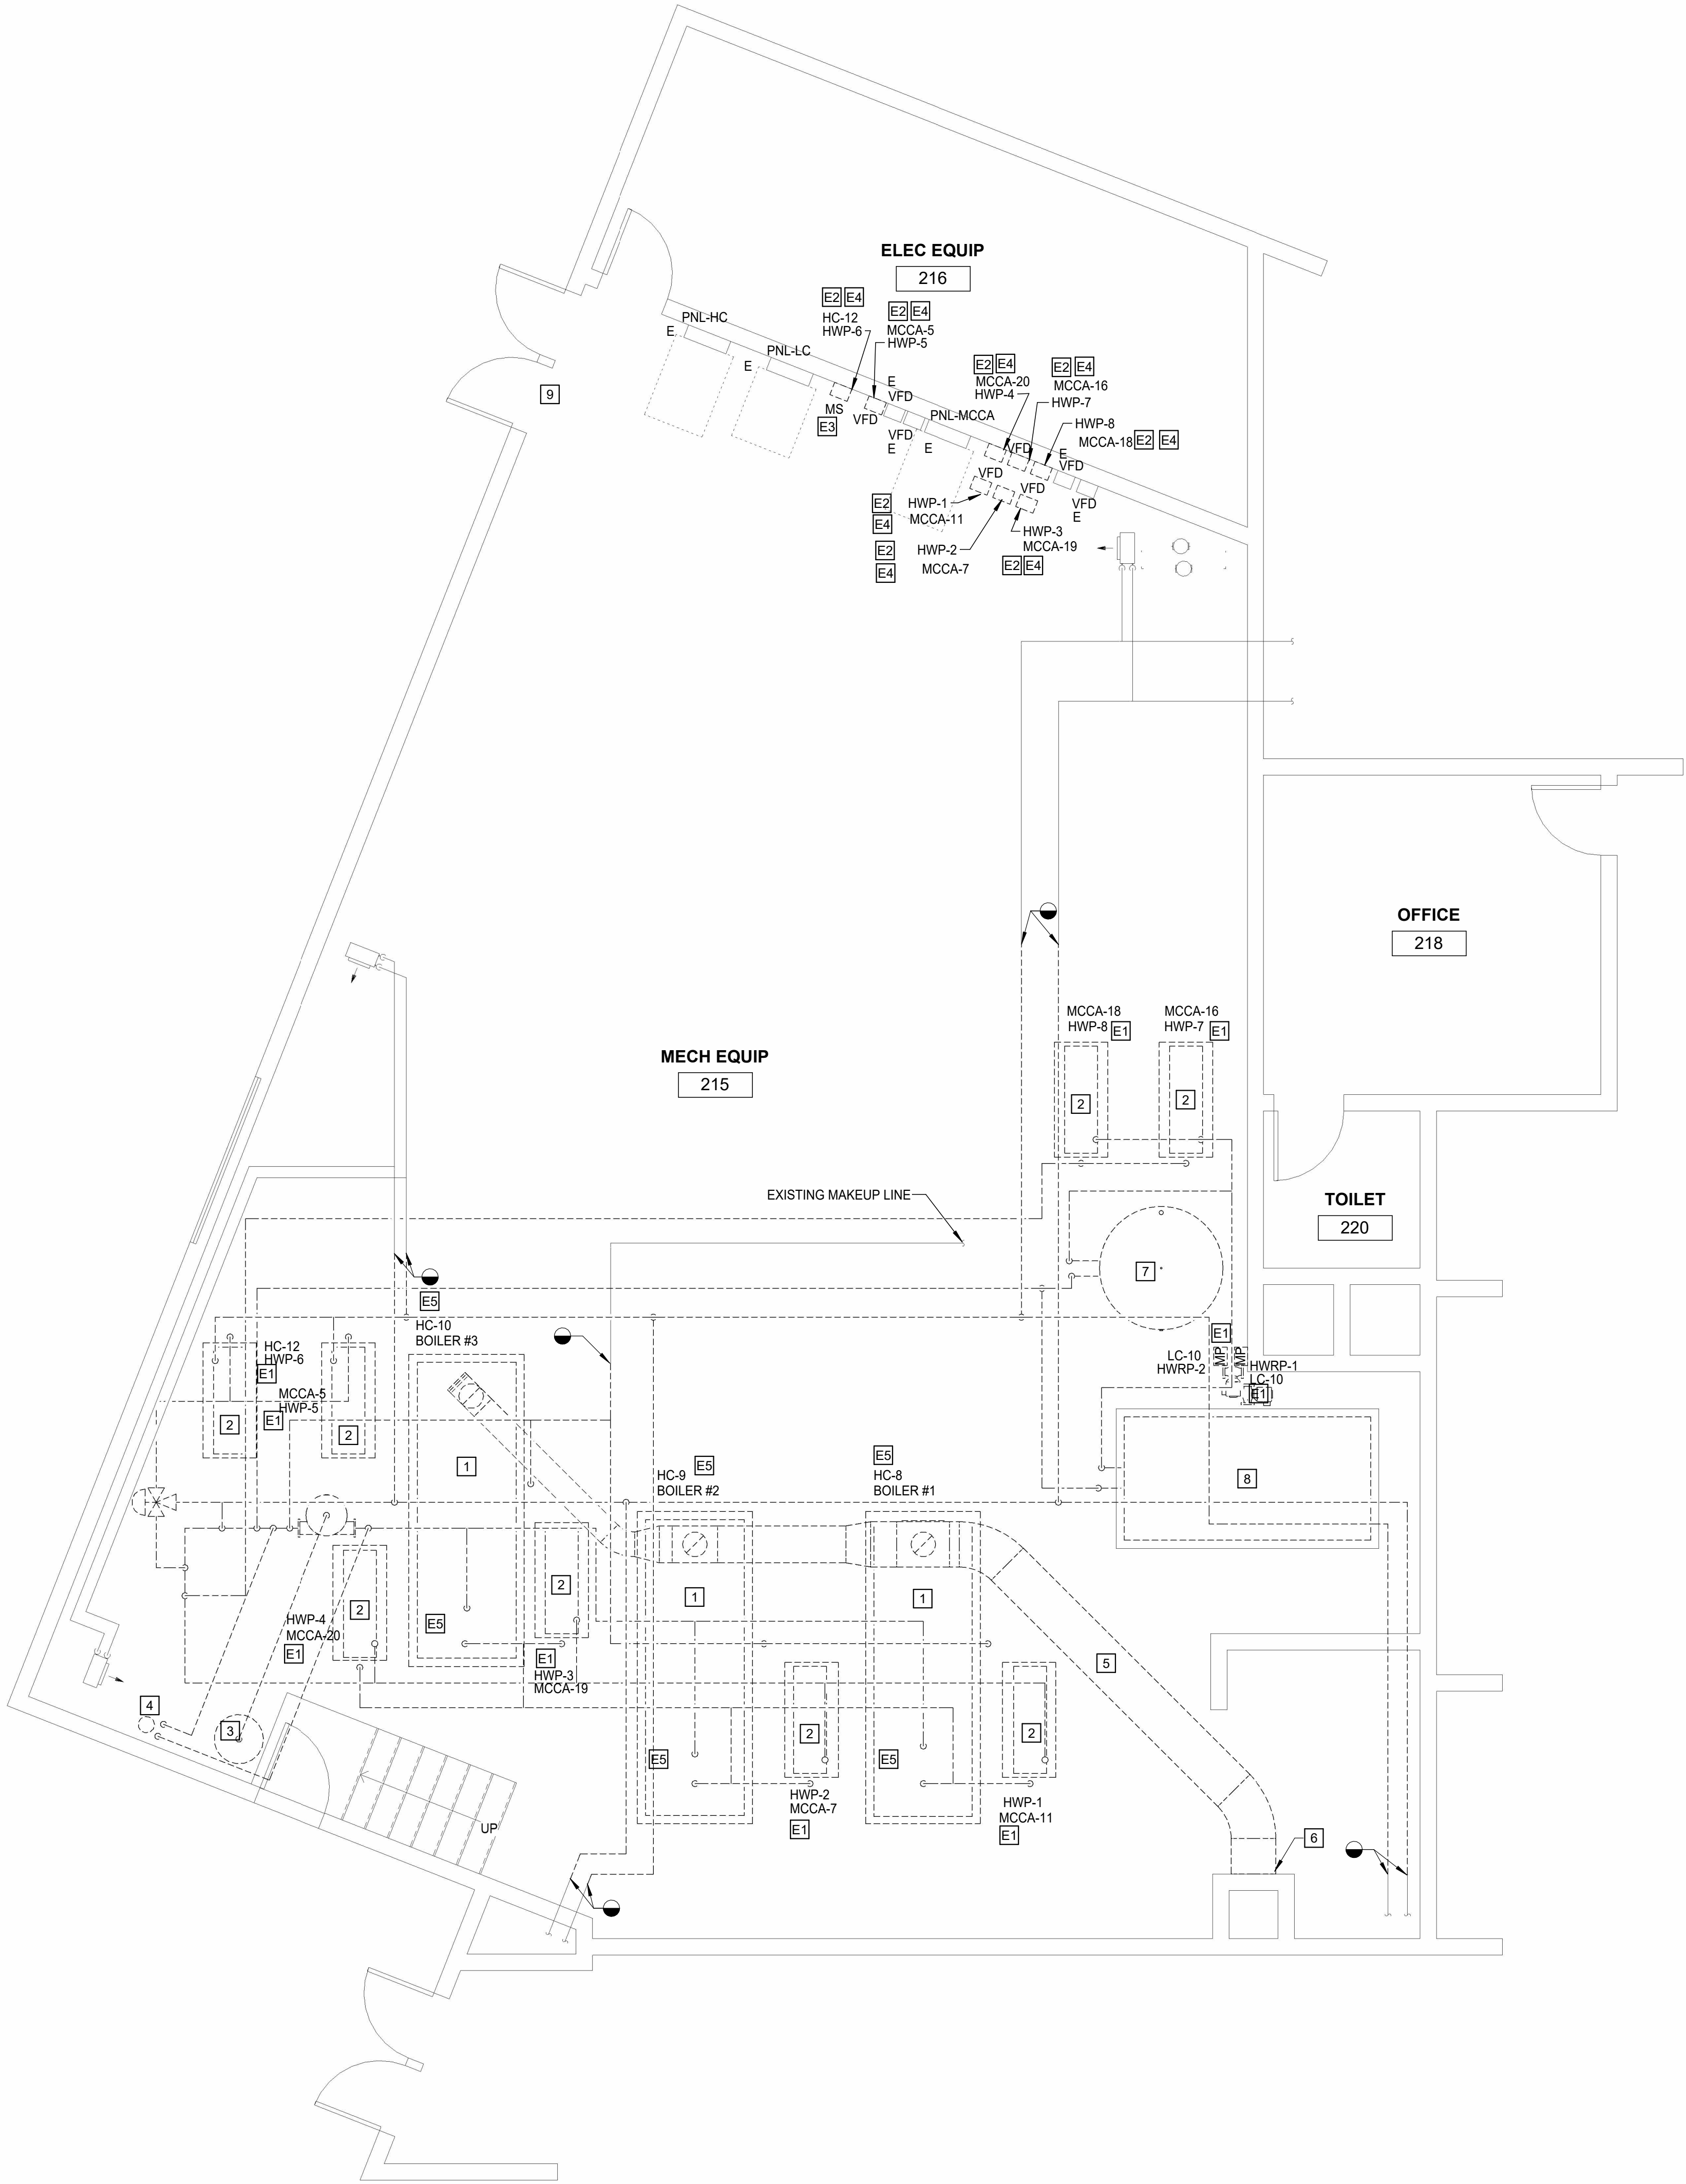 ELEC EQUIP
216
E2 E4
HC-12
HWP-6
E2 E4
MCCA-5
HWP-5
PNL-HC
E
PNL-LC
E
MS
E3
VFD
E
VFD
VFD
E
PNL-MCCA
E
E2 E4
MCCA-20
HWP-4
E2 E4
MCCA-16
HWP-7
HWP-8
MCCA-18 E2 E4
VFD
E
VFD
VFD
VFD
VFD
E
9
E2
E4
HWP-1
MCCA-11
E2
E4
HWP-2
MCCA-7
HWP-3
MCCA-19
E2 E4
OFFICE
218
MECH EQUIP
215
MCCA-18
HWP-8 E1
MCCA-16
HWP-7 E1
2
2
EXISTING MAKEUP LINE
TOILET
220
7
E5
HC-10
BOILER #3
HC-12
HWP-6
E1
MCCA-5
HWP-5
E1
2
2
1
E1
LC-10
HWRP-2
MP
MP
HWRP-1
LC-10
E1
8
HC-9
BOILER #2
E5
E5
HC-8
BOILER #1
1
1
2
2
HWP-4
MCCA-20
E1
E5
E1
HWP-3
MCCA-19
5
4
3
2
2
E5
E5
HWP-2
MCCA-7
E1
HWP-1
MCCA-11
E1
UP
6